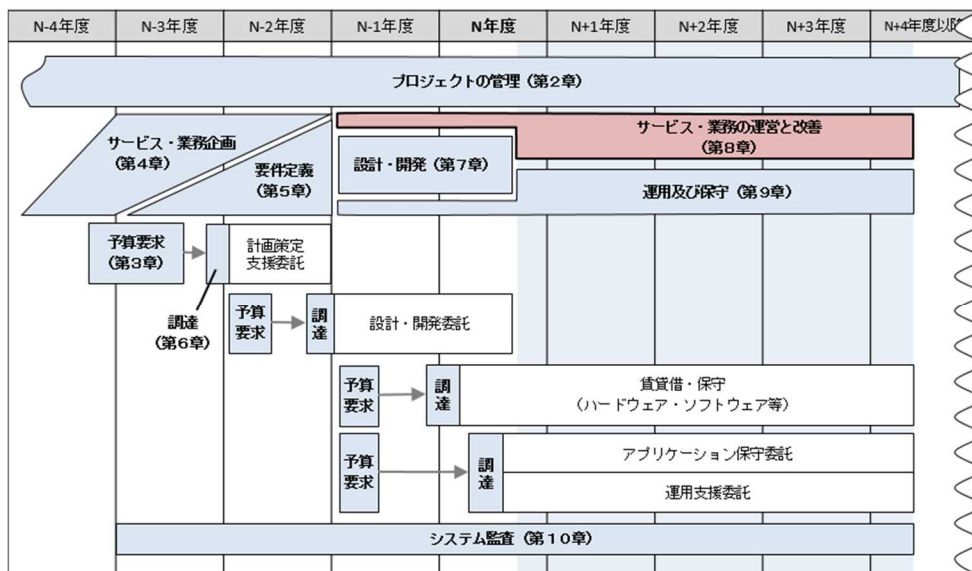 N-4年度
N-3年度
N-2年度
N-1年度
N年度
N+1年度
N+2年度
N+3年度
N+4年度以降
プロジェクトの管理（第２章）
サービス・業務企画
（第４章）
要件定義
（第５章）
サービス・業務の運営と改善
（第８章）
設計・開発（第７章）
運用及び保守（第９章）
予算要求
（第３章）
計画策定
支援委託
調達
（第６章）
予算
要求
調
達
設計・開発委託
予算
要求
調
達
賃貸借・保守
（ハードウェア・ソフトウェア等）
予算
要求
調
達
アプリケーション保守委託
運用支援委託
システム監査（第１０章）